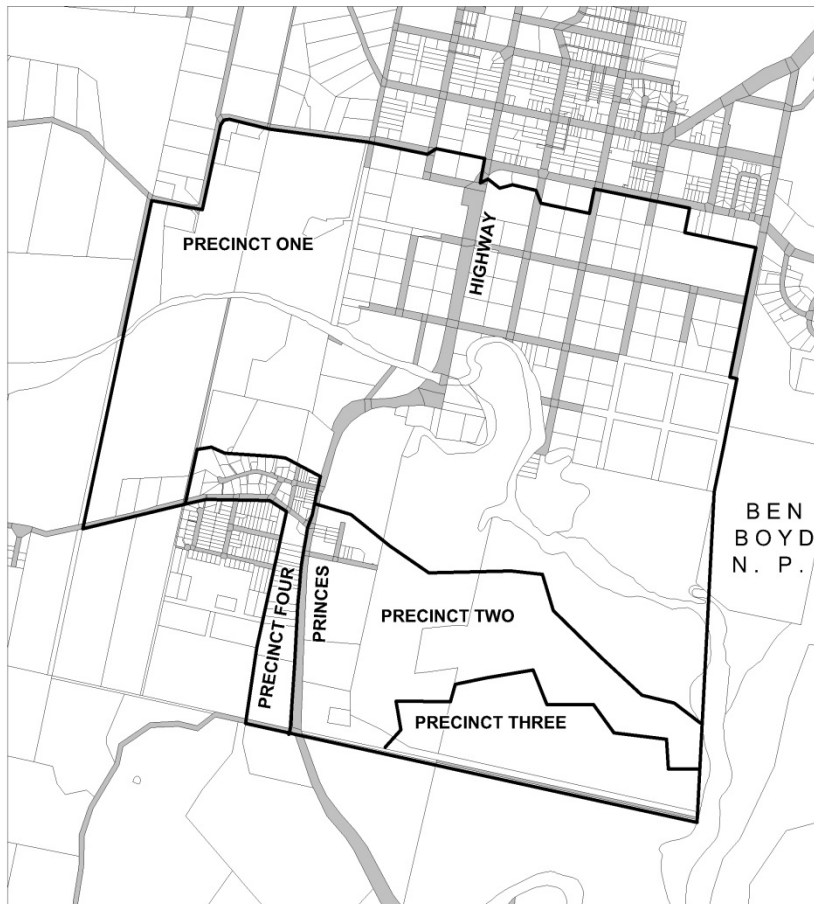 PRECINCT ONE
HIGHWAY
BEN
BOYD
N. P.
PRECINCT FOUR
PRINCES
PRECINCT TWO
PRECINCT THREE